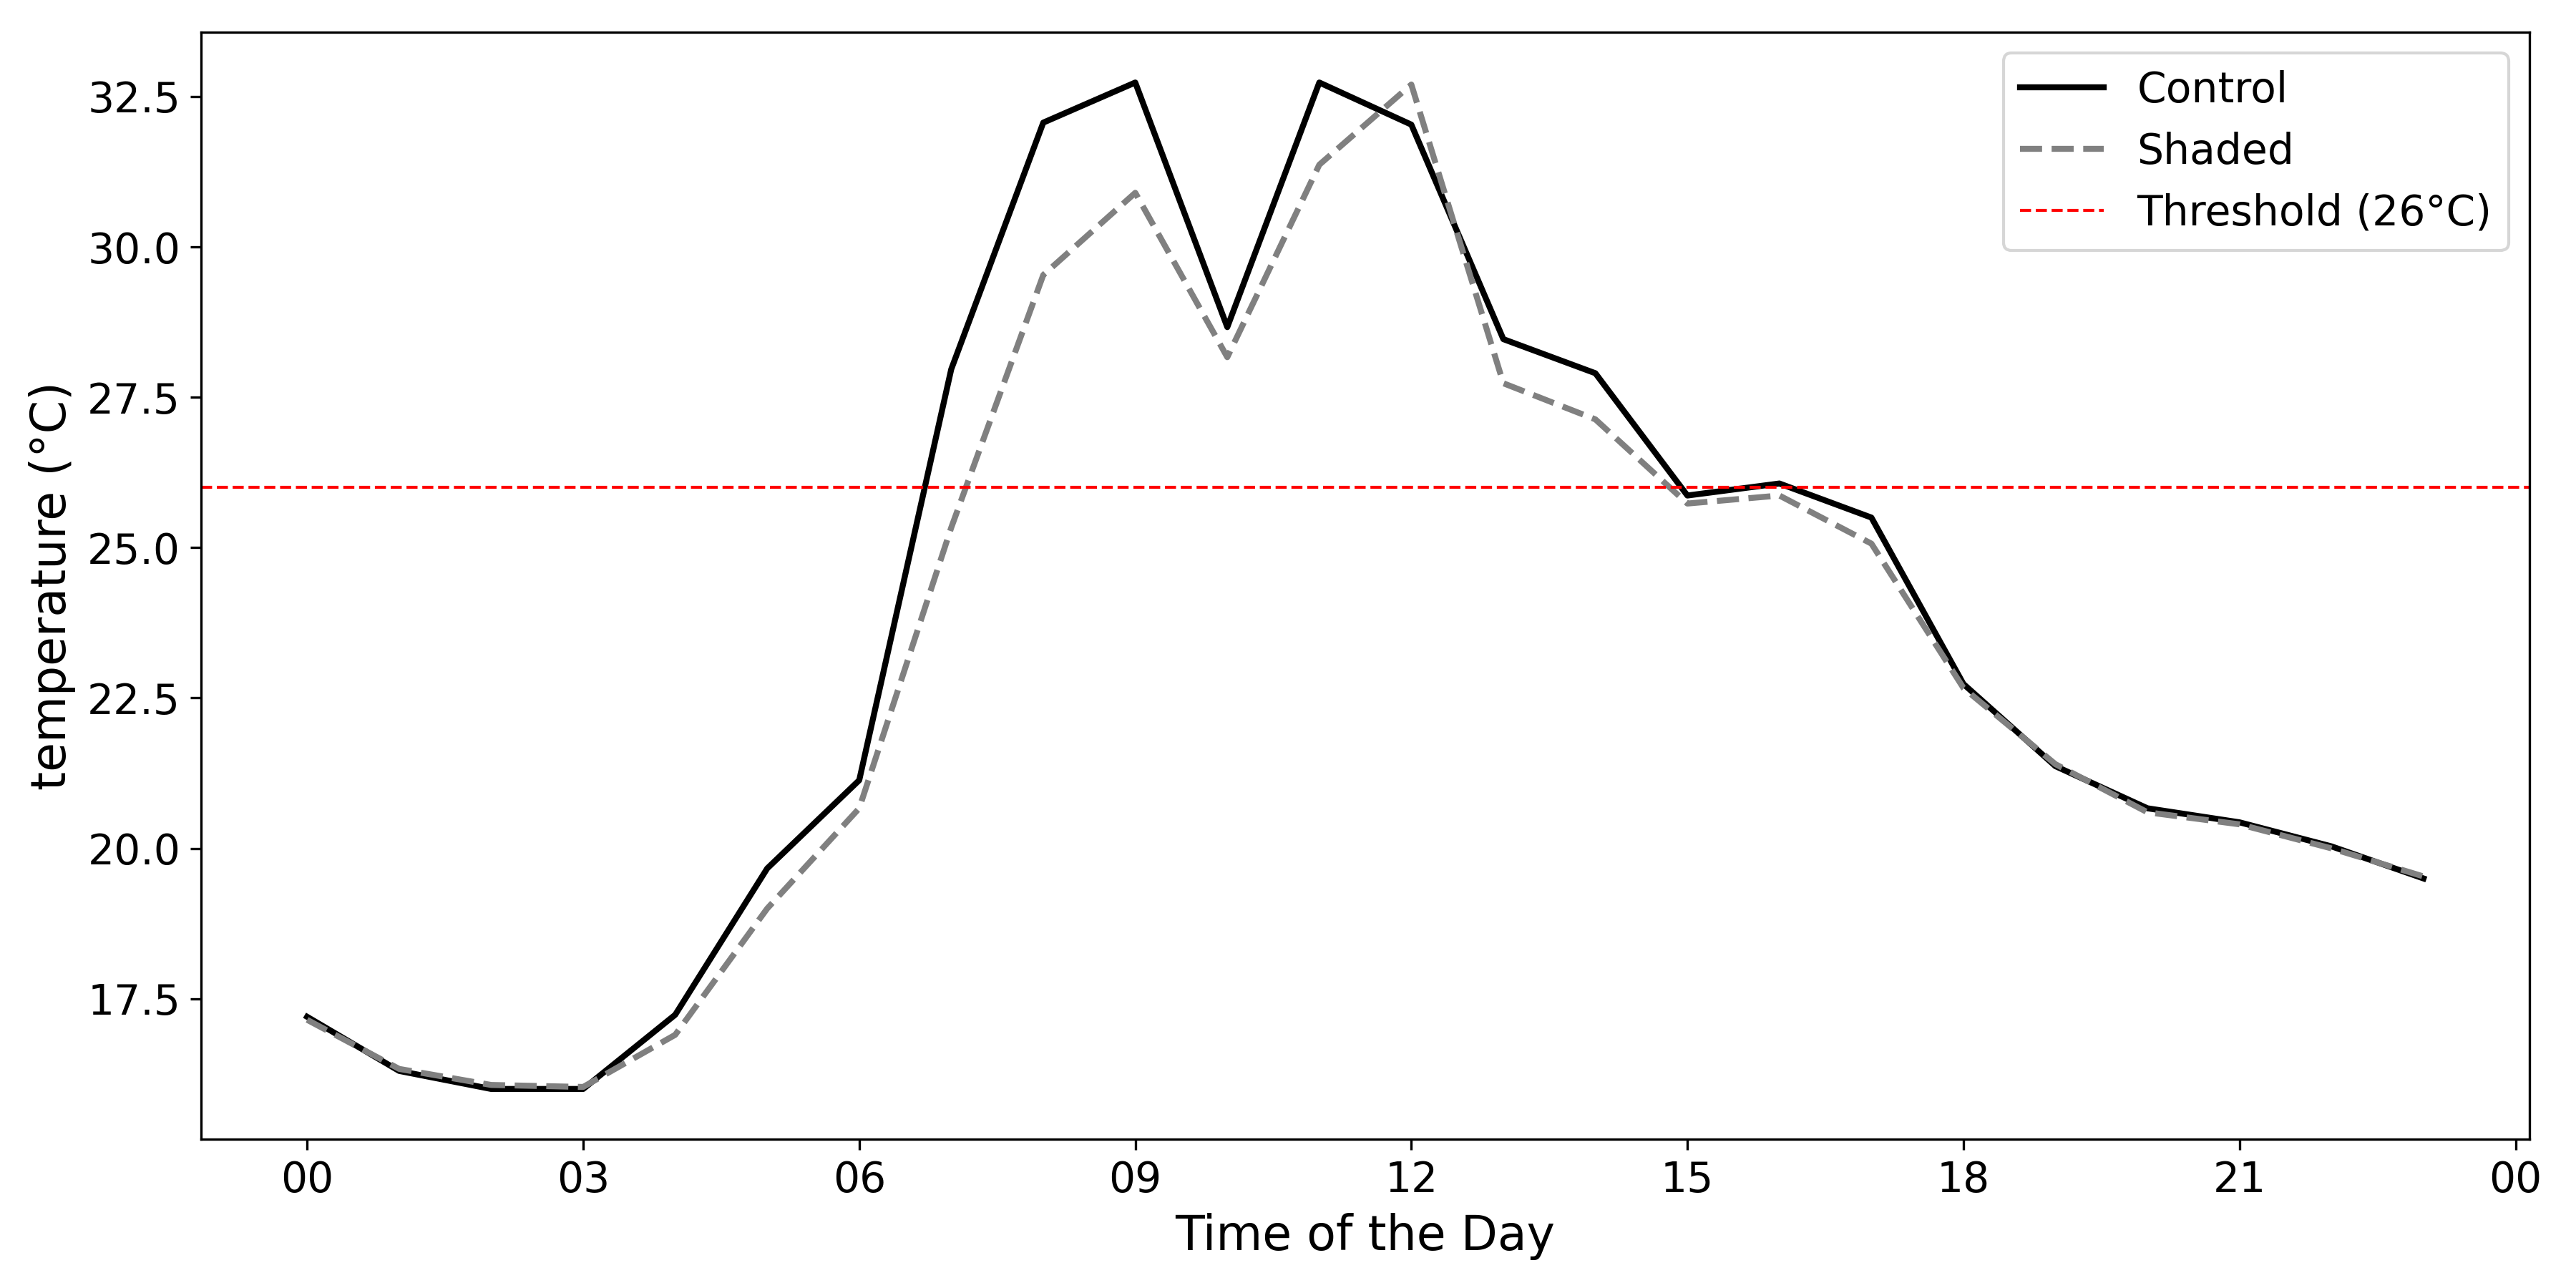 Control
Shaded
Threshold (26°C)
temperature (°C)
32.5
30.0
27.5
25.0
22.5
20.0
17.5
00 03 06 09 12 15 18 21 00
Time of the Day